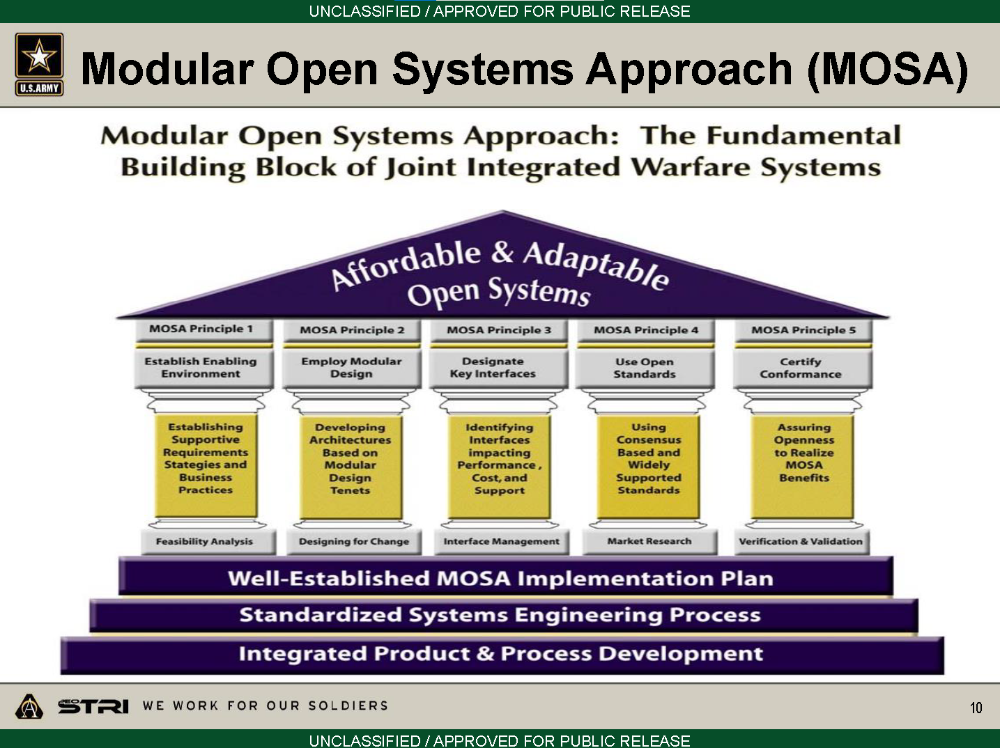 UNCLASSIFIED / APPROVED FOR PUBLIC RELEASE
U.S.ARMY
Modular Open Systems Approach (MOSA)
Modular Open Systems Approach: The Fundamental
Building Block of Joint Integrated Warfare Systems
Affordable & Adaptable
Open Systems
MOSA Principle 1
Establish Enabling
Environment
Establishing
Supportive
Requirements
Stategies and
Business
Practices
Feasibility Analysis
MOSA Principle 2
Employ Modular
Design
Developing
Architectures
Based on
Modular
Design
Tenets
Designing for Change
MOSA Principle 3
Designate
Key Interfaces
Identifying
Interfaces
impacting
Performance ,
Cost, and
Support
Interface Management
MOSA Principle 4
Use Open
Standards
Using
Consensus
Based and
Widely
Supported
Standards
Market Research
MOSA Principle 5
Certify
Conformance
Assuring
Openness
to Realize
MOSA
Benefits
Verification & Validation
Well-Established MOSA Implementation Plan
Standardized Systems Engineering Process
Integrated Product & Process Development
PEO STRI WE WORK FOR OUR SOLDIERS
10
UNCLASSIFIED / APPROVED FOR PUBLIC RELEASE